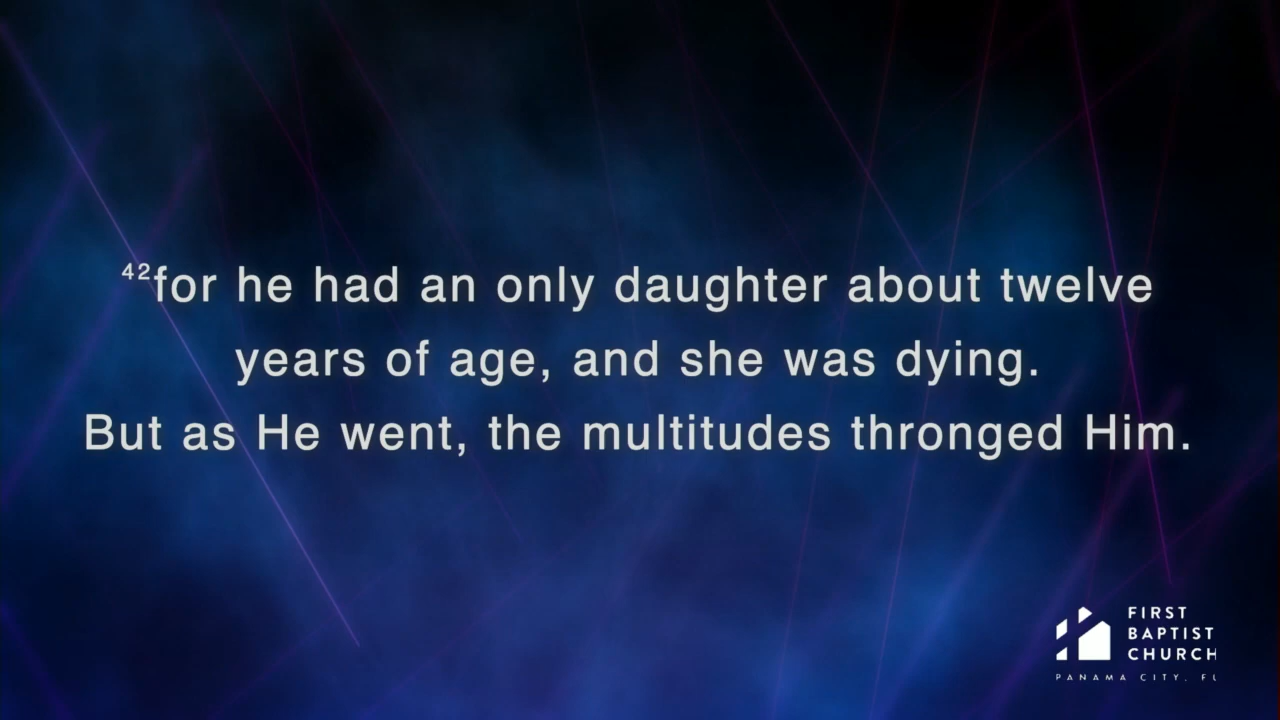 42for he had an only daughter about twelve
years of age, and she was dying.
But as He went, the multitudes thronged Him.
FIRST
BAPTIST
CHURCH
PANAMA CITY, FL